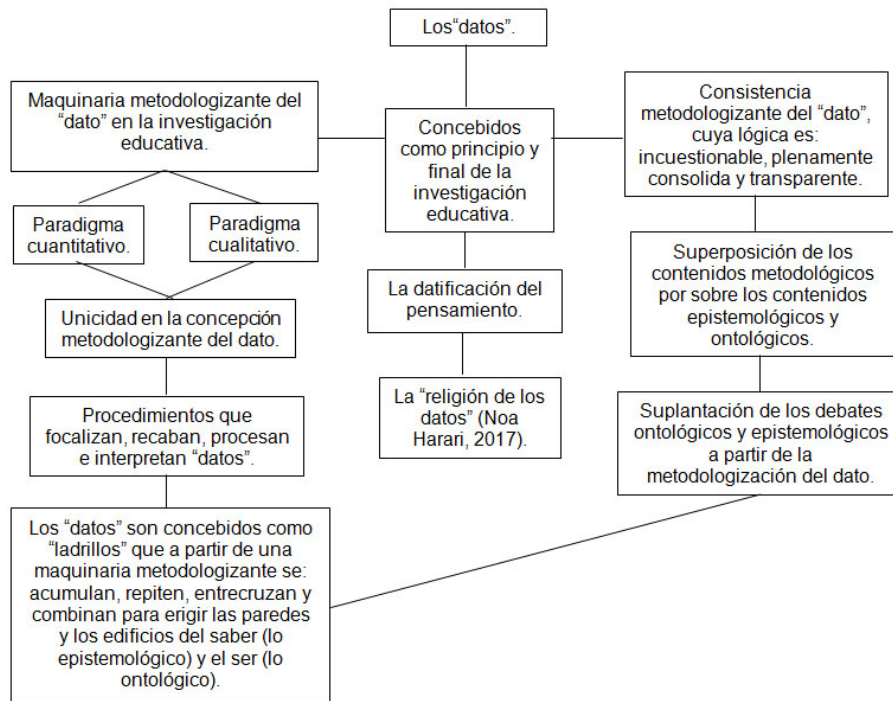 Los“datos”.
Maquinaria metodologizante del
“dato” en la investigación
educativa.
Paradigma
cuantitativo.
Paradigma
cualitativo.
Unicidad en la concepción
metodologizante del dato.
Procedimientos que
focalizan, recaban, procesan
e interpretan “datos”.
Los “datos” son concebidos como
“ladrillos” que a partir de una
maquinaria metodologizante se:
acumulan, repiten, entrecruzan y
combinan para erigir las paredes
y los edificios del saber (lo
epistemológico) y el ser (lo
ontológico).
Concebidos
como principio y
final de la
investigación
educativa.
La datificación del
pensamiento.
La “religión de los
datos” (Noa
Harari, 2017).
Consistencia
metodologizante del “dato”,
cuya lógica es:
incuestionable, plenamente
consolida y transparente.
Superposición de los
contenidos metodológicos
por sobre los contenidos
epistemológicos y
ontológicos.
Suplantación de los debates
ontológicos y epistemológicos
a partir de la
metodologización del dato.